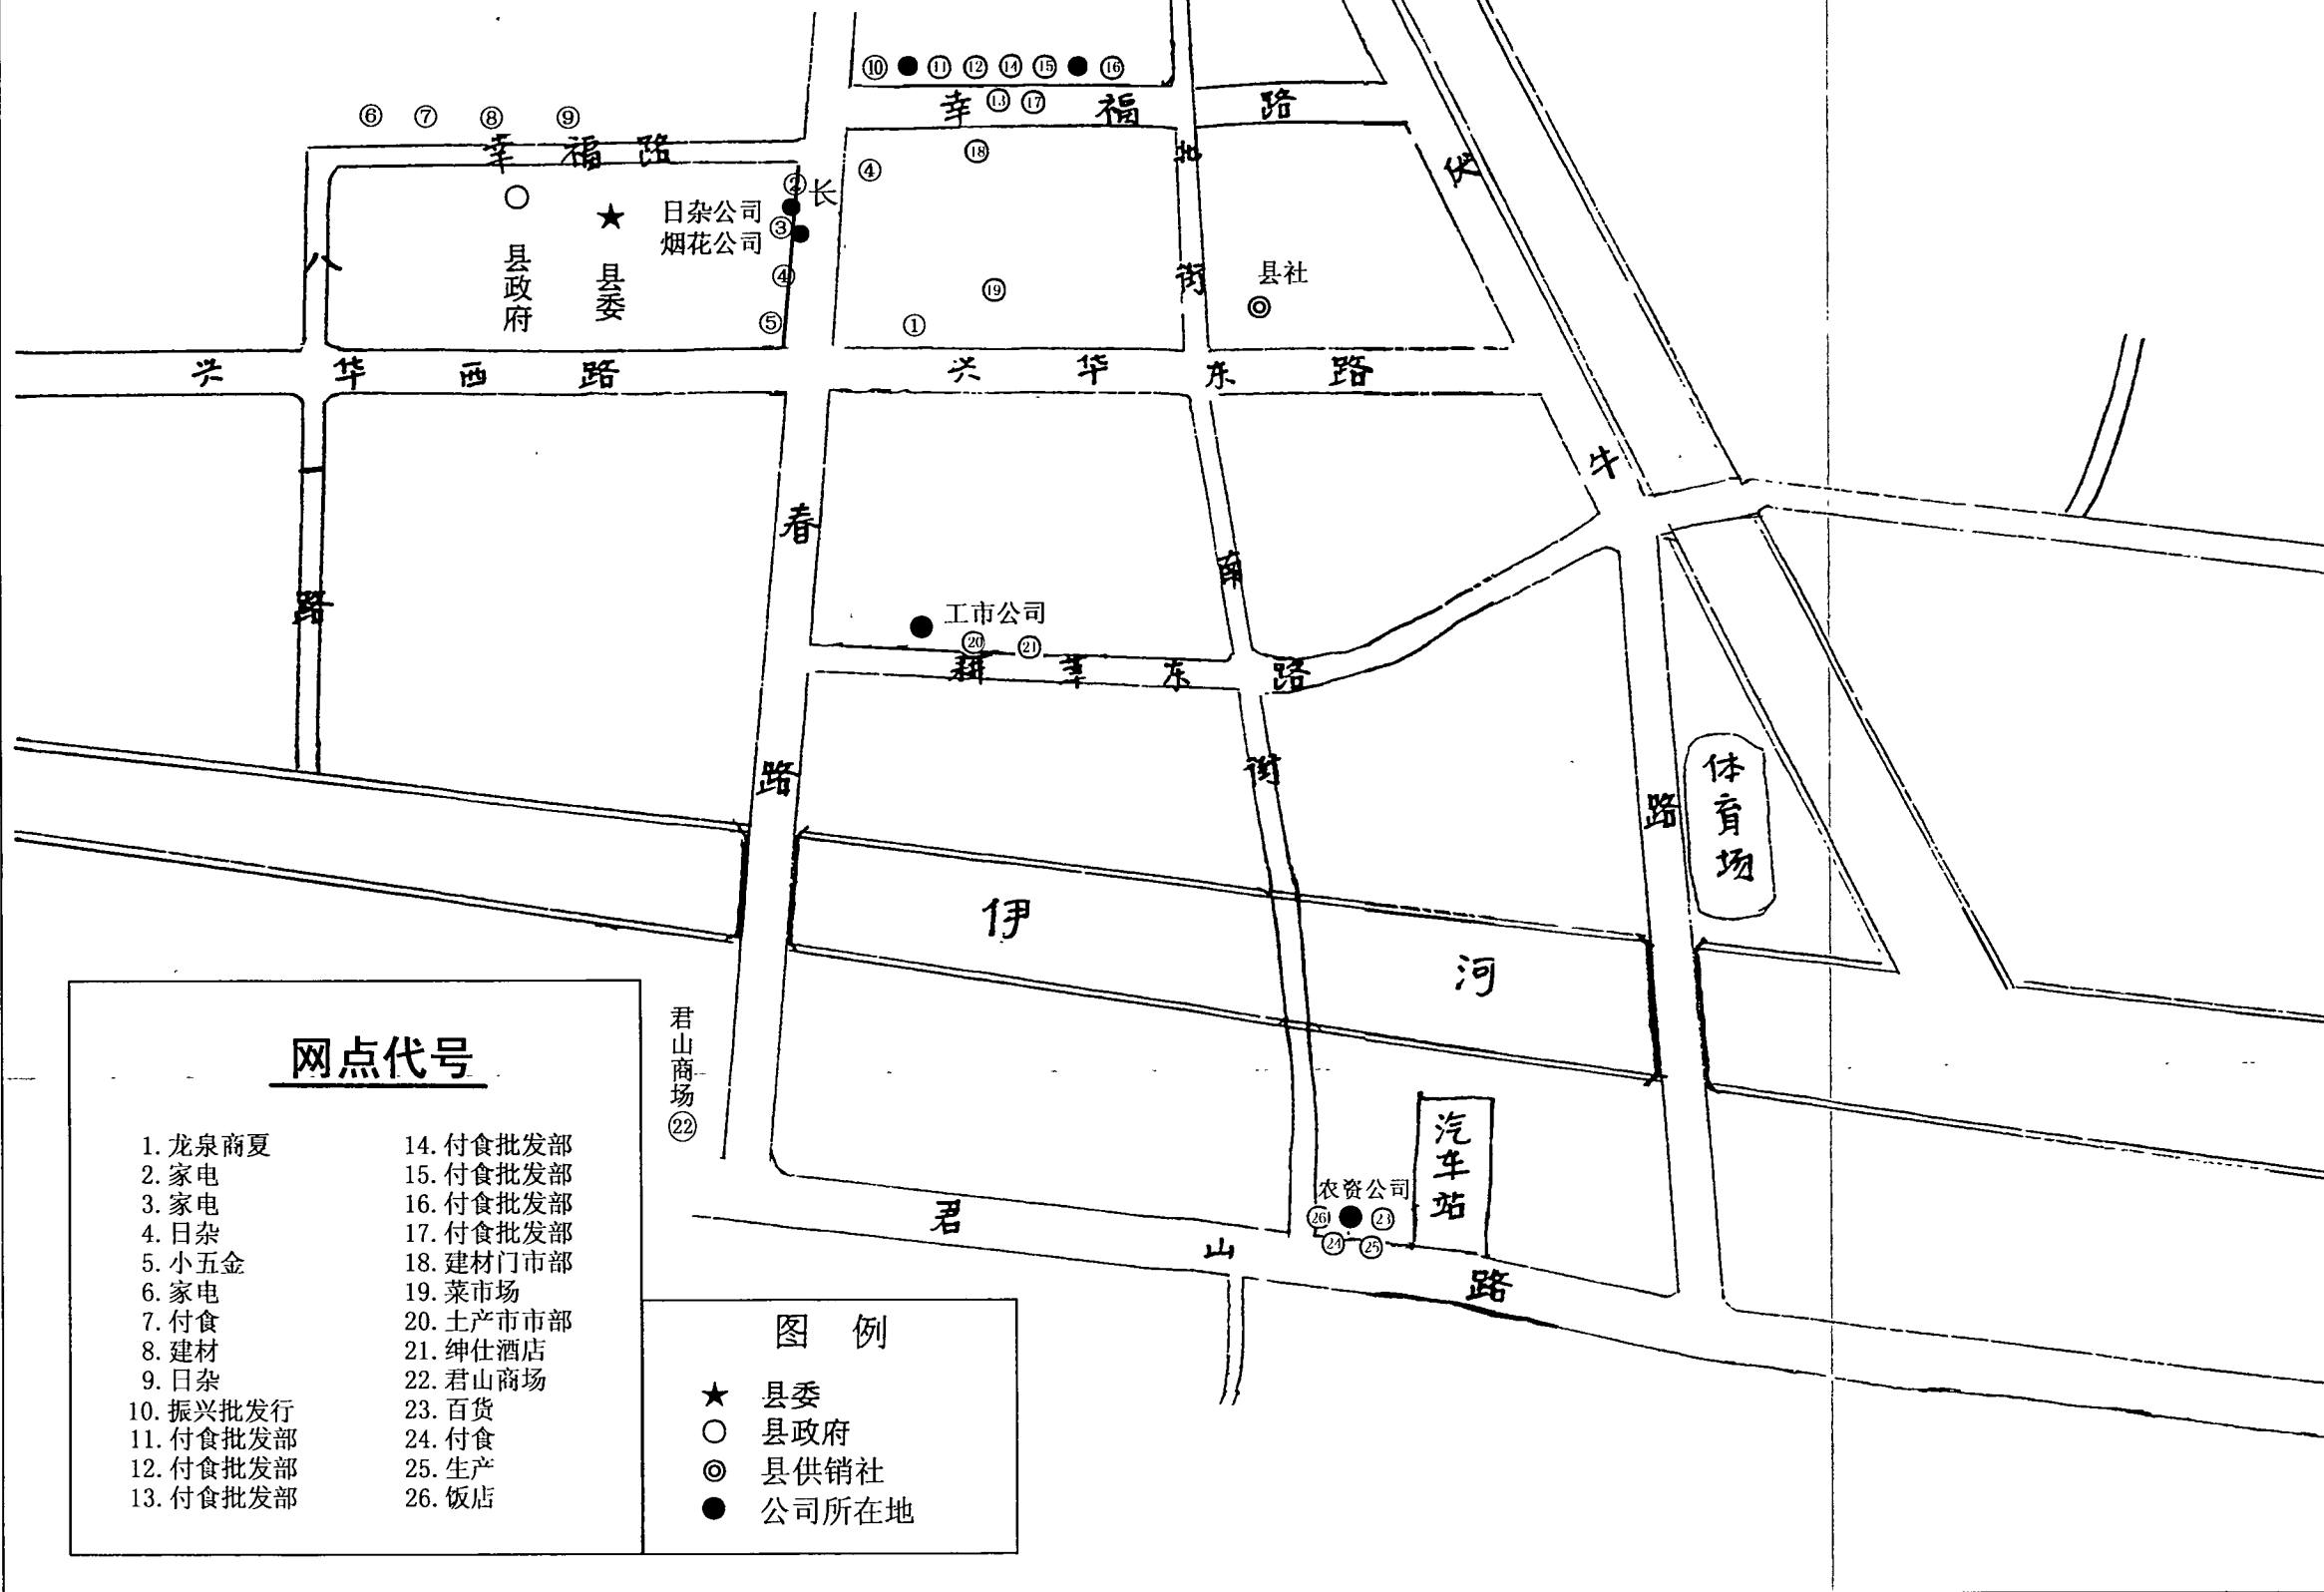 ⑩ ⑪ ⑫ ⑭ ⑮ ⑯
幸 ⑬ ⑰ 福 路
⑥ ⑦ ⑧ ⑨
幸福路
⑱
北街
伏牛路
④
② 长春路
日杂公司
③
烟花公司
④
⑤
县政府
县委
八一路
⑲
①
县社
兴华西路
兴华东路
南街
工市公司
⑳ ㉑
耕莘东路
体育场
伊河
君山商场
㉒
汽车站
农资公司
㉖ ㉓
㉔ ㉕
君山路
网点代号
1.龙泉商夏
2.家电
3.家电
4.日杂
5.小五金
6.家电
7.付食
8.建材
9.日杂
10.振兴批发行
11.付食批发部
12.付食批发部
13.付食批发部
14.付食批发部
15.付食批发部
16.付食批发部
17.付食批发部
18.建材门市部
19.菜市场
20.土产市市部
21.绅仕酒店
22.君山商场
23.百货
24.付食
25.生产
26.饭店
图 例
★ 县委
○ 县政府
◎ 县供销社
● 公司所在地